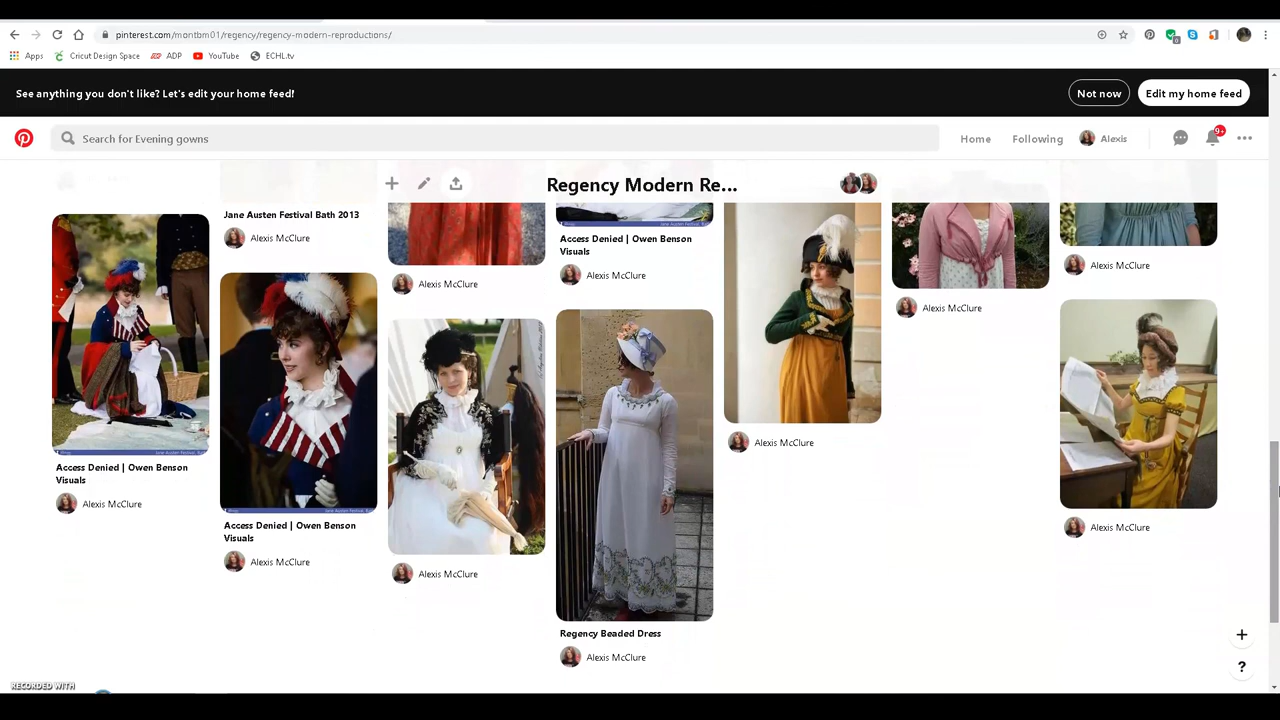 pinterest.com/montbm01/regency/regency-modern-reproductions/
Apps Cricut Design Space ADP YouTube ECHL.tv
See anything you don't like? Let's edit your home feed!
Not now Edit my home feed
Search for Evening gowns
Home Following Alexis 9+
Regency Modern Re...
Jane Austen Festival Bath 2013
Alexis McClure
Access Denied | Owen Benson
Visuals
Alexis McClure
Alexis McClure
Alexis McClure
Alexis McClure
Alexis McClure
Access Denied | Owen Benson
Visuals
Alexis McClure
Access Denied | Owen Benson
Visuals
Alexis McClure
Alexis McClure
Alexis McClure
Regency Beaded Dress
Alexis McClure
+
?
RECORDED WITH